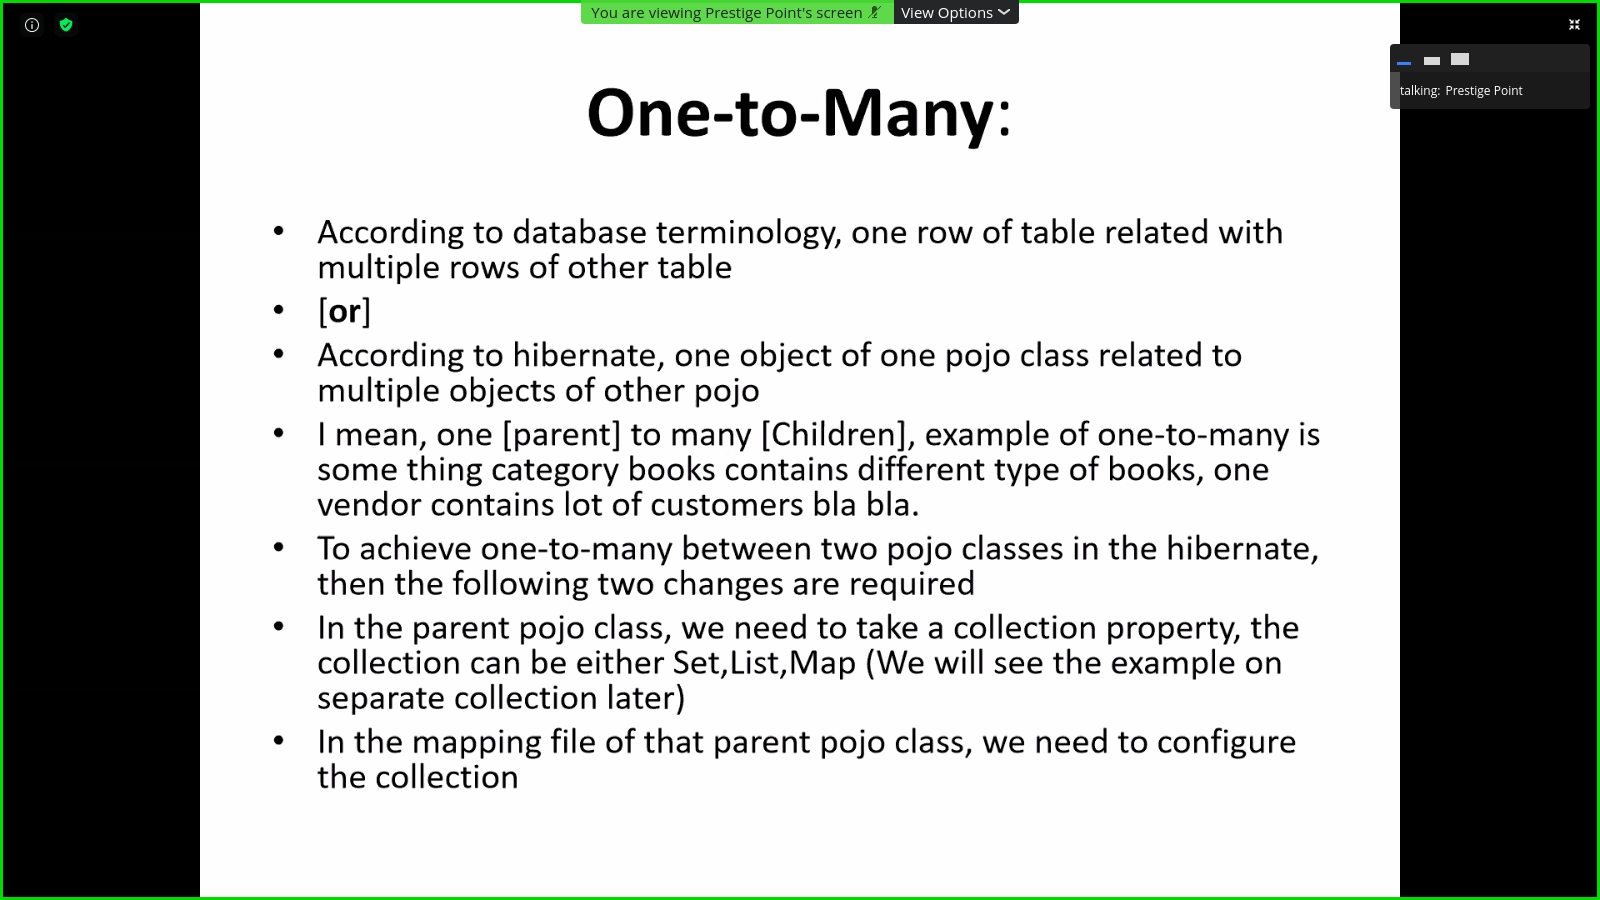 You are viewing Prestige Point's screen
View Options
talking: Prestige Point
One-to-Many:
• According to database terminology, one row of table related with
multiple rows of other table
• [or]
• According to hibernate, one object of one pojo class related to
multiple objects of other pojo
• I mean, one [parent] to many [Children], example of one-to-many is
some thing category books contains different type of books, one
vendor contains lot of customers bla bla.
• To achieve one-to-many between two pojo classes in the hibernate,
then the following two changes are required
• In the parent pojo class, we need to take a collection property, the
collection can be either Set,List,Map (We will see the example on
separate collection later)
• In the mapping file of that parent pojo class, we need to configure
the collection